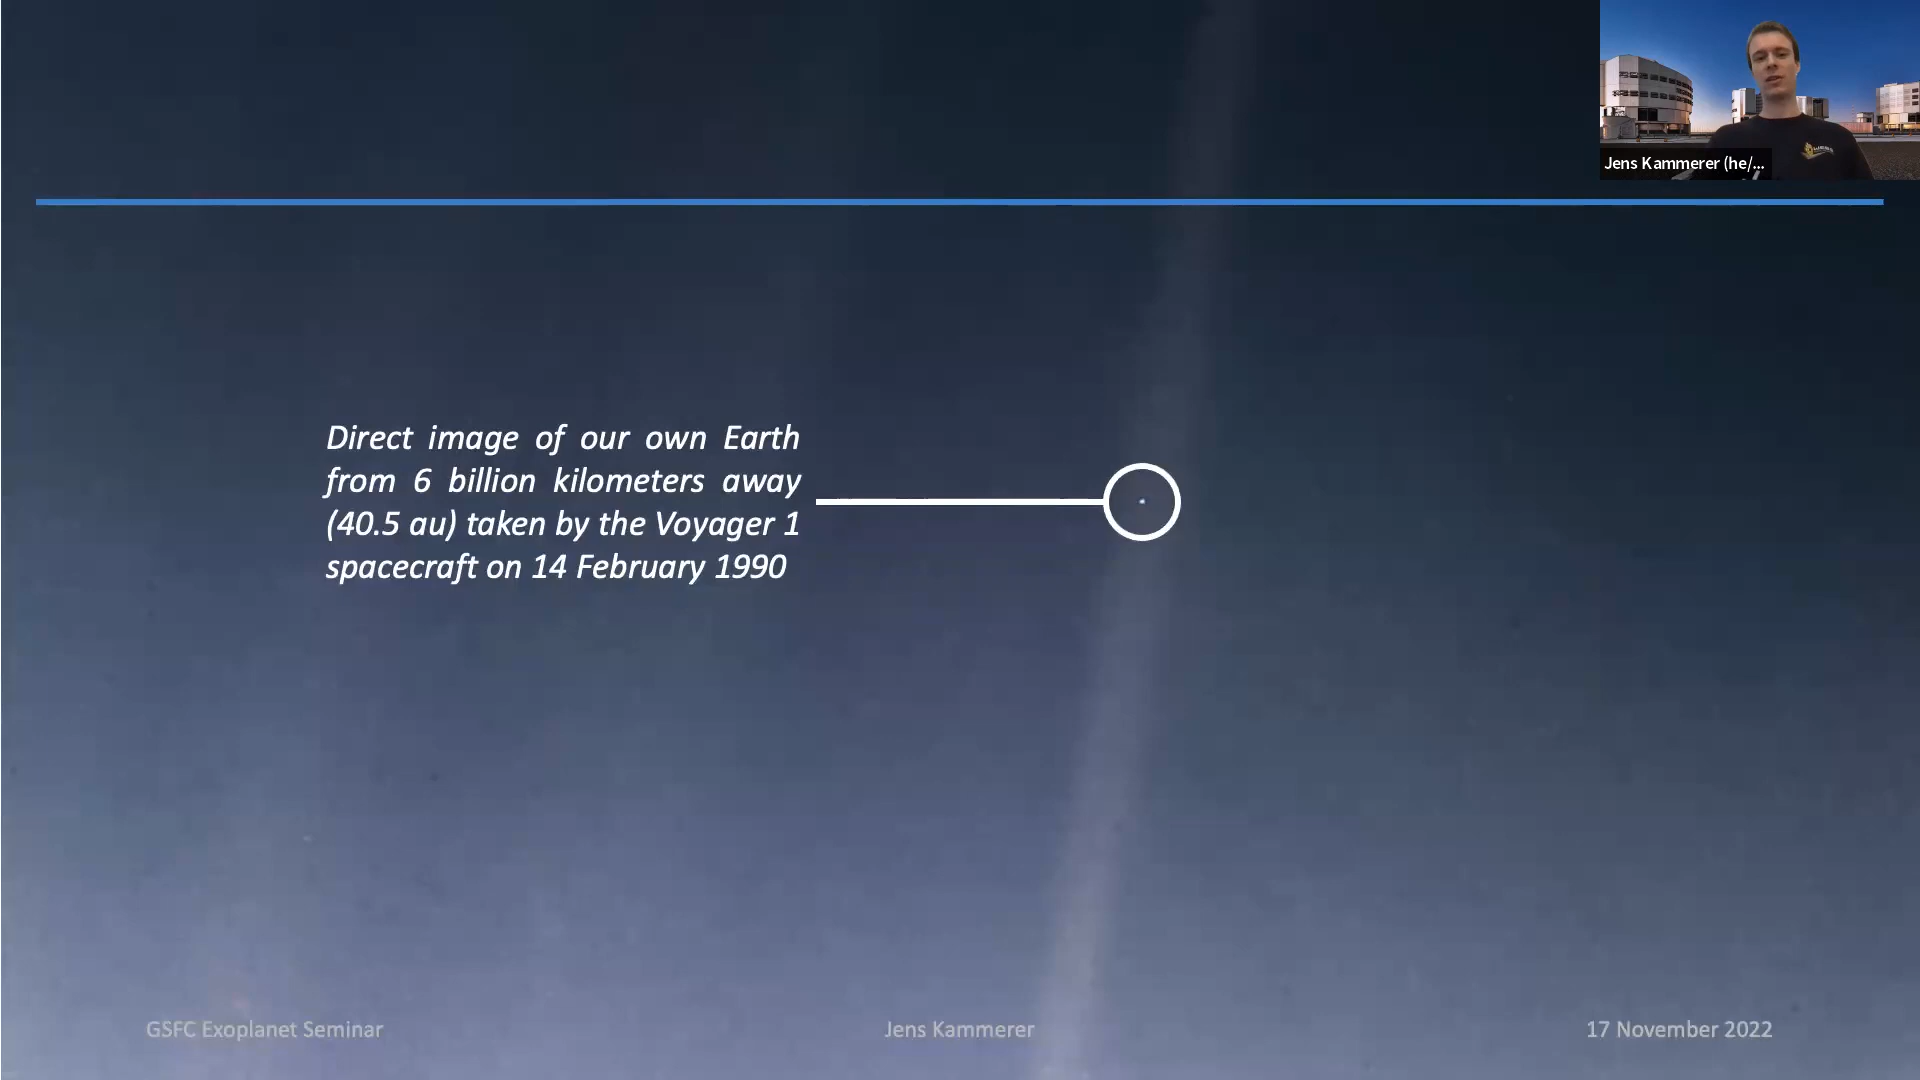 Jens Kammerer (he/...
Direct image of our own Earth
from 6 billion kilometers away
(40.5 au) taken by the Voyager 1
spacecraft on 14 February 1990
GSFC Exoplanet Seminar
Jens Kammerer
17 November 2022